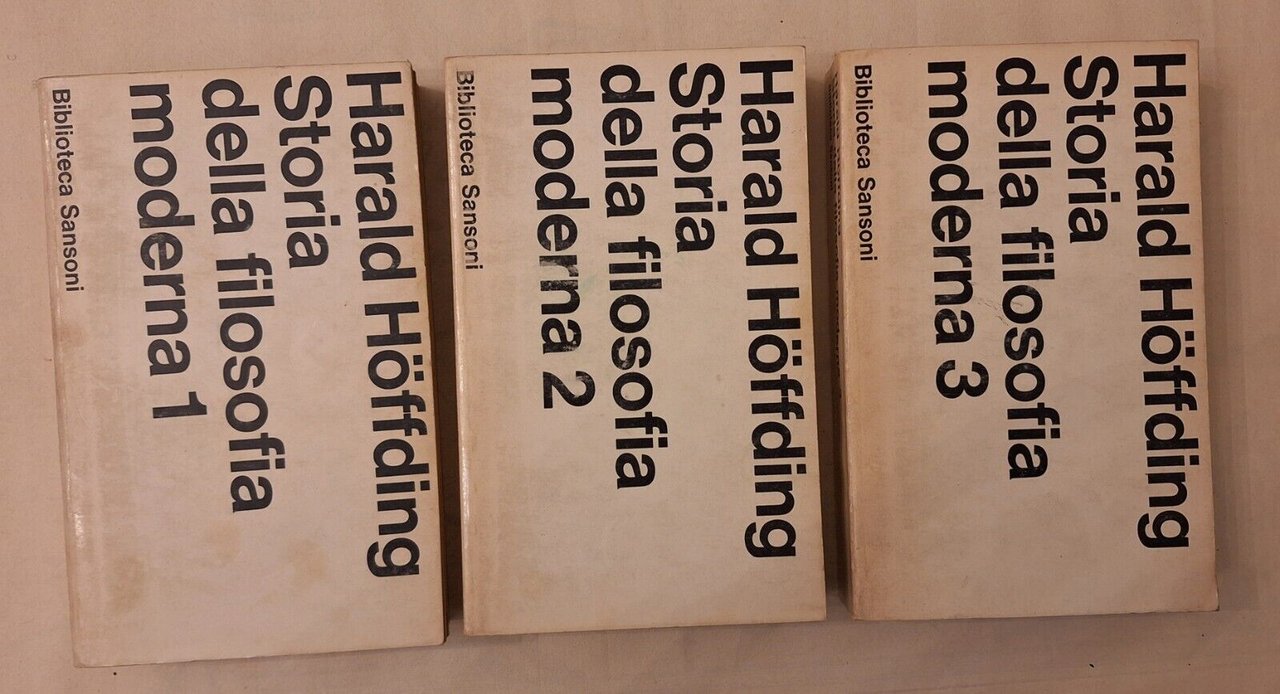 Harald Höffding
Storia
della filosofia
moderna 1
Biblioteca Sansoni
Harald Höffding
Storia
della filosofia
moderna 2
Biblioteca Sansoni
Harald Höffding
Storia
della filosofia
moderna 3
Biblioteca Sansoni